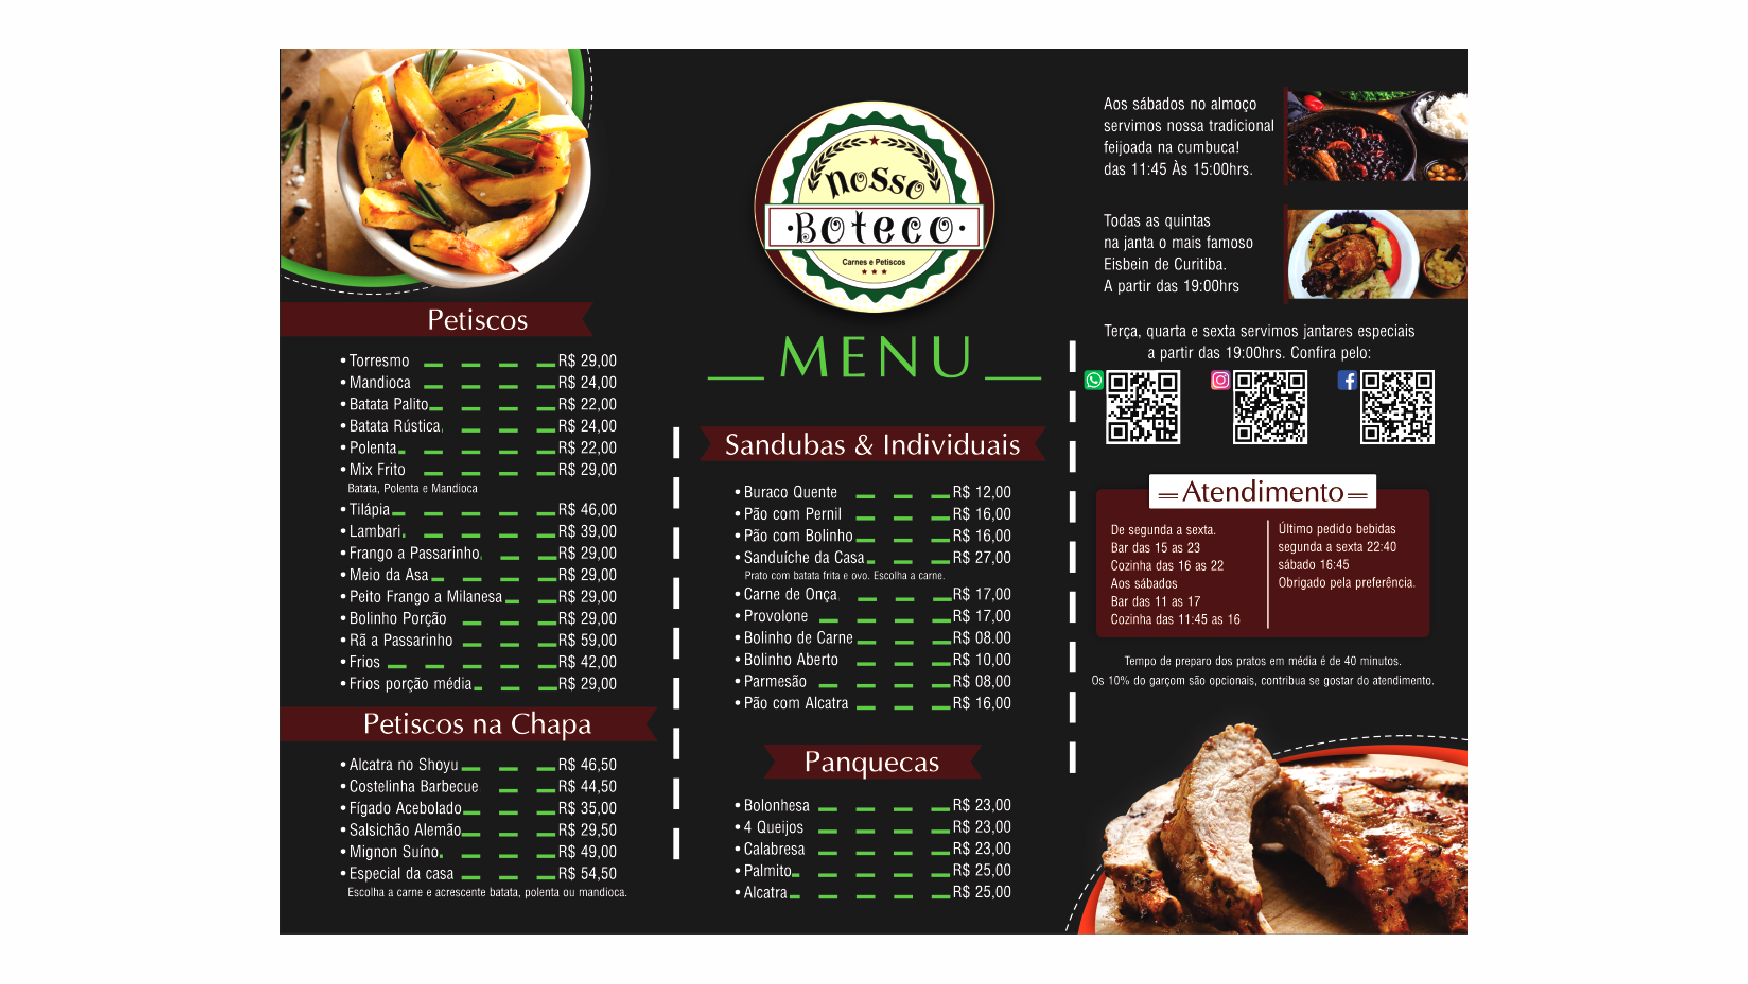 Petiscos
• Torresmo R$ 29,00
• Mandioca R$ 24,00
• Batata Palito R$ 22,00
• Batata Rústica R$ 24,00
• Polenta R$ 22,00
• Mix Frito R$ 29,00
Batata, Polenta e Mandioca
• Tilápia R$ 46,00
• Lambari R$ 39,00
• Frango a Passarinho R$ 29,00
• Meio da Asa R$ 29,00
• Peito Frango a Milanesa R$ 29,00
• Bolinho Porção R$ 29,00
• Rã a Passarinho R$ 59,00
• Frios R$ 42,00
• Frios porção média R$ 29,00
Petiscos na Chapa
• Alcatra no Shoyu R$ 46,50
• Costelinha Barbecue R$ 44,50
• Fígado Acebolado R$ 35,00
• Salsichão Alemão R$ 29,50
• Mignon Suíno R$ 49,00
• Especial da casa R$ 54,50
Escolha a carne e acrescente batata, polenta ou mandioca.
nosso
·Boteco·
Carnes e Petiscos
MENU
Sandubas & Individuais
• Buraco Quente R$ 12,00
• Pão com Pernil R$ 16,00
• Pão com Bolinho R$ 16,00
• Sanduíche da Casa R$ 27,00
Prato com batata frita e ovo. Escolha a carne.
• Carne de Onça R$ 17,00
• Provolone R$ 17,00
• Bolinho de Carne R$ 08.00
• Bolinho Aberto R$ 10,00
• Parmesão R$ 08,00
• Pão com Alcatra R$ 16,00
Panquecas
• Bolonhesa R$ 23,00
• 4 Queijos R$ 23,00
• Calabresa R$ 23,00
• Palmito R$ 25,00
• Alcatra R$ 25,00
Aos sábados no almoço
servimos nossa tradicional
feijoada na cumbuca!
das 11:45 Às 15:00hrs.
Todas as quintas
na janta o mais famoso
Eisbein de Curitiba.
A partir das 19:00hrs
Terça, quarta e sexta servimos jantares especiais
a partir das 19:00hrs. Confira pelo:
Atendimento
De segunda a sexta.
Bar das 15 as 23
Cozinha das 16 as 22
Aos sábados
Bar das 11 as 17
Cozinha das 11:45 as 16
Último pedido bebidas
segunda a sexta 22:40
sábado 16:45
Obrigado pela preferência.
Tempo de preparo dos pratos em média é de 40 minutos.
Os 10% do garçom são opcionais, contribua se gostar do atendimento.